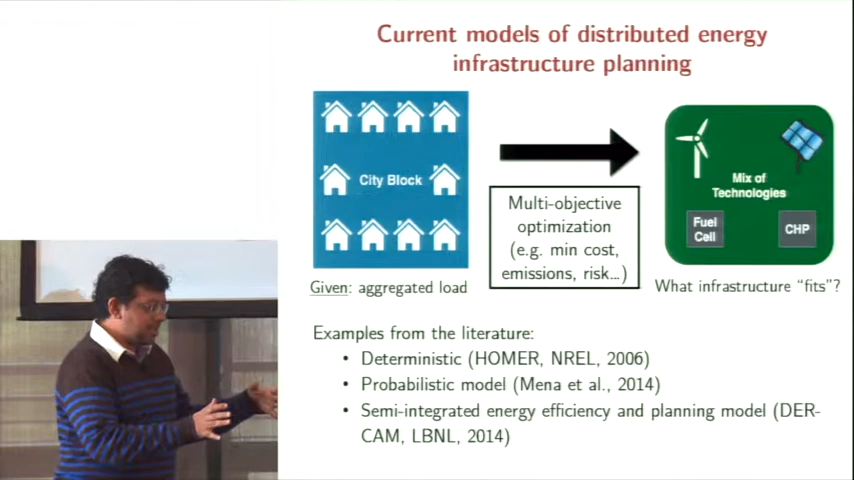 Current models of distributed energy
infrastructure planning
City Block
Multi-objective
optimization
(e.g. min cost,
emissions, risk...)
Mix of
Technologies
Fuel
Cell
CHP
Given: aggregated load
What infrastructure “fits”?
Examples from the literature:
• Deterministic (HOMER, NREL, 2006)
• Probabilistic model (Mena et al., 2014)
• Semi-integrated energy efficiency and planning model (DER-
CAM, LBNL, 2014)